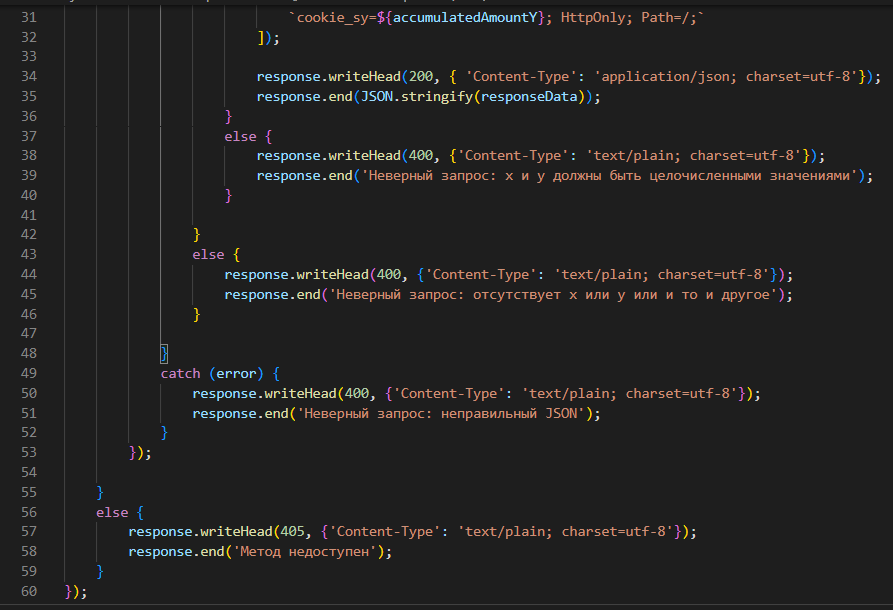 31 `cookie_sy=${accumulatedAmountY}; HttpOnly; Path=/;`
32 ]);
33
34 response.writeHead(200, { 'Content-Type': 'application/json; charset=utf-8'});
35 response.end(JSON.stringify(responseData));
36 }
37 else {
38 response.writeHead(400, {'Content-Type': 'text/plain; charset=utf-8'});
39 response.end('Неверный запрос: x и y должны быть целочисленными значениями');
40 }
41
42 }
43 else {
44 response.writeHead(400, {'Content-Type': 'text/plain; charset=utf-8'});
45 response.end('Неверный запрос: отсутствует x или y или и то и другое');
46 }
47
48 }
49 catch (error) {
50 response.writeHead(400, {'Content-Type': 'text/plain; charset=utf-8'});
51 response.end('Неверный запрос: неправильный JSON');
52 }
53 });
54
55 }
56 else {
57 response.writeHead(405, {'Content-Type': 'text/plain; charset=utf-8'});
58 response.end('Метод недоступен');
59 }
60 });